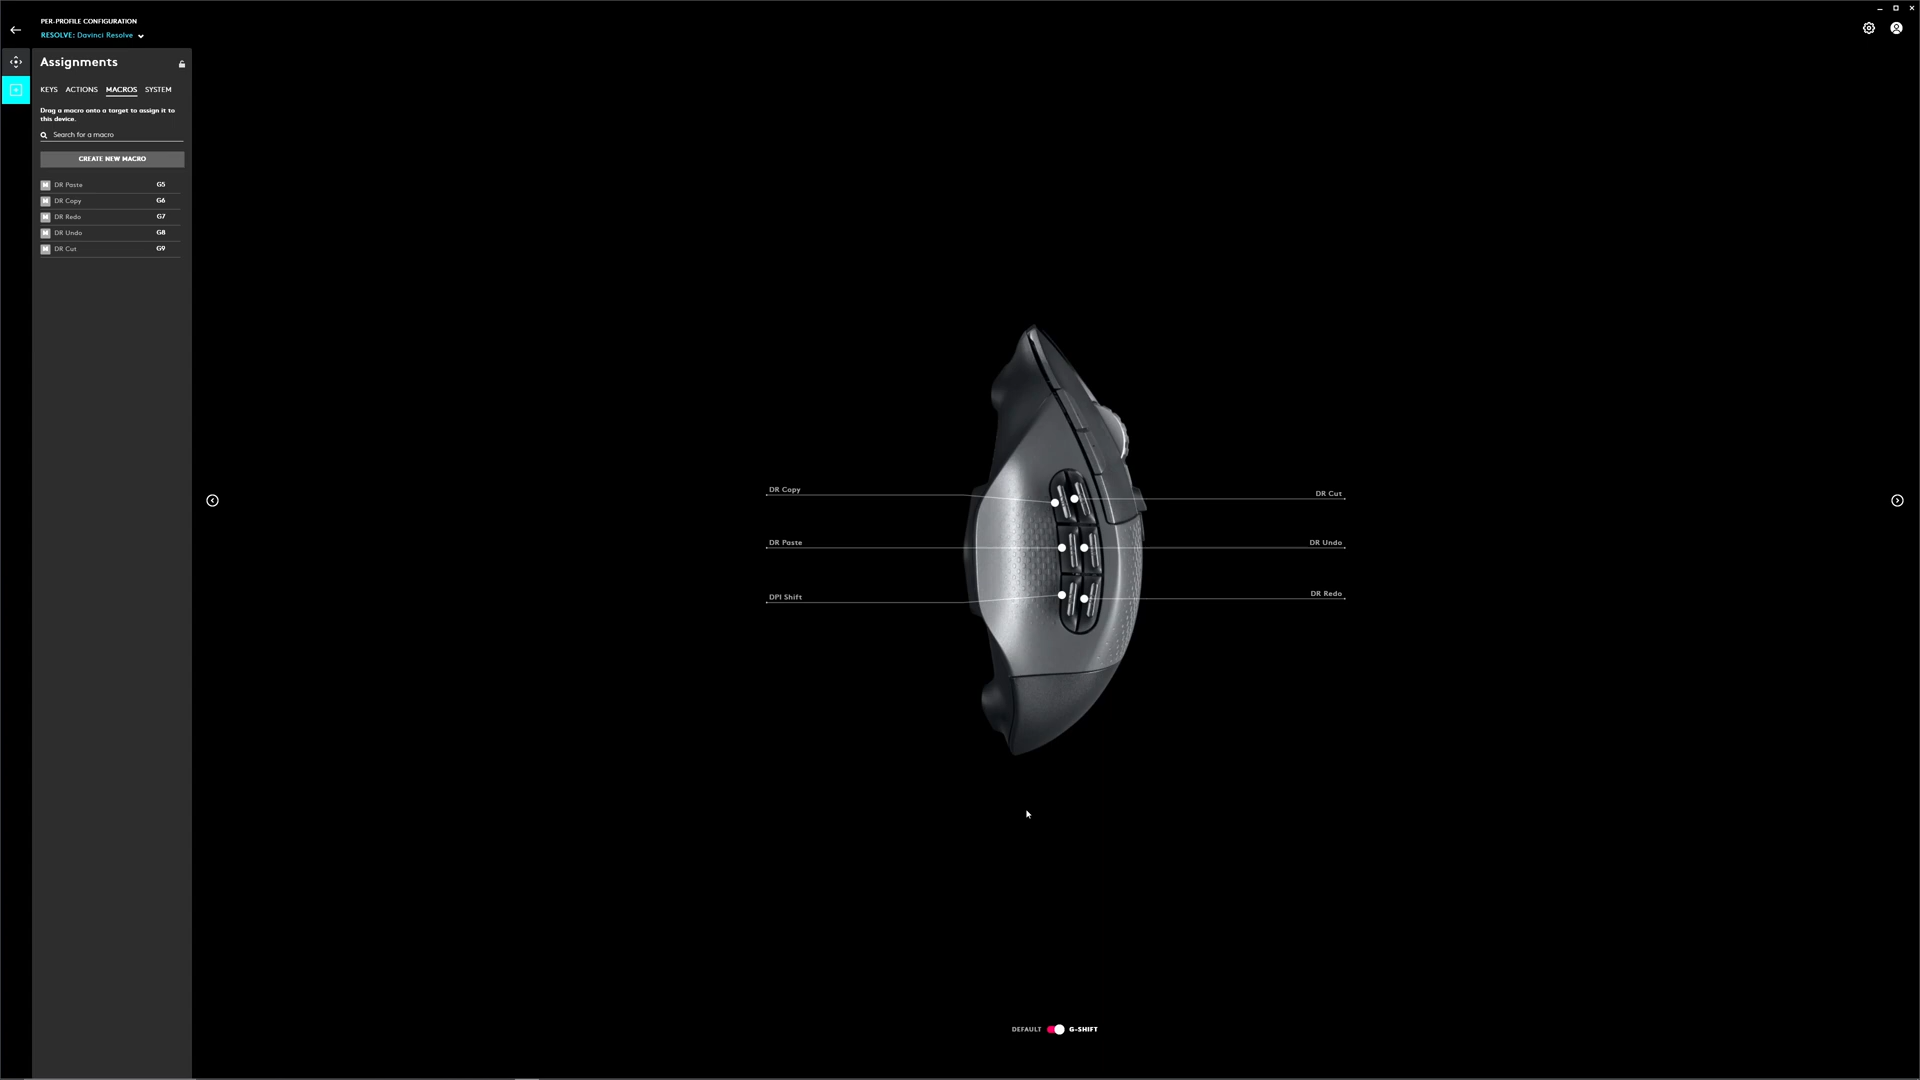 PER-PROFILE CONFIGURATION
RESOLVE: Davinci Resolve
Assignments
KEYS ACTIONS MACROS SYSTEM
Drag a macro onto a target to assign it to
this device.
Search for a macro
CREATE NEW MACRO
M DR Paste G5
M DR Copy G6
M DR Redo G7
M DR Undo G8
M DR Cut G9
DR Copy
DR Cut
DR Paste
DR Undo
DPI Shift
DR Redo
DEFAULT G-SHIFT